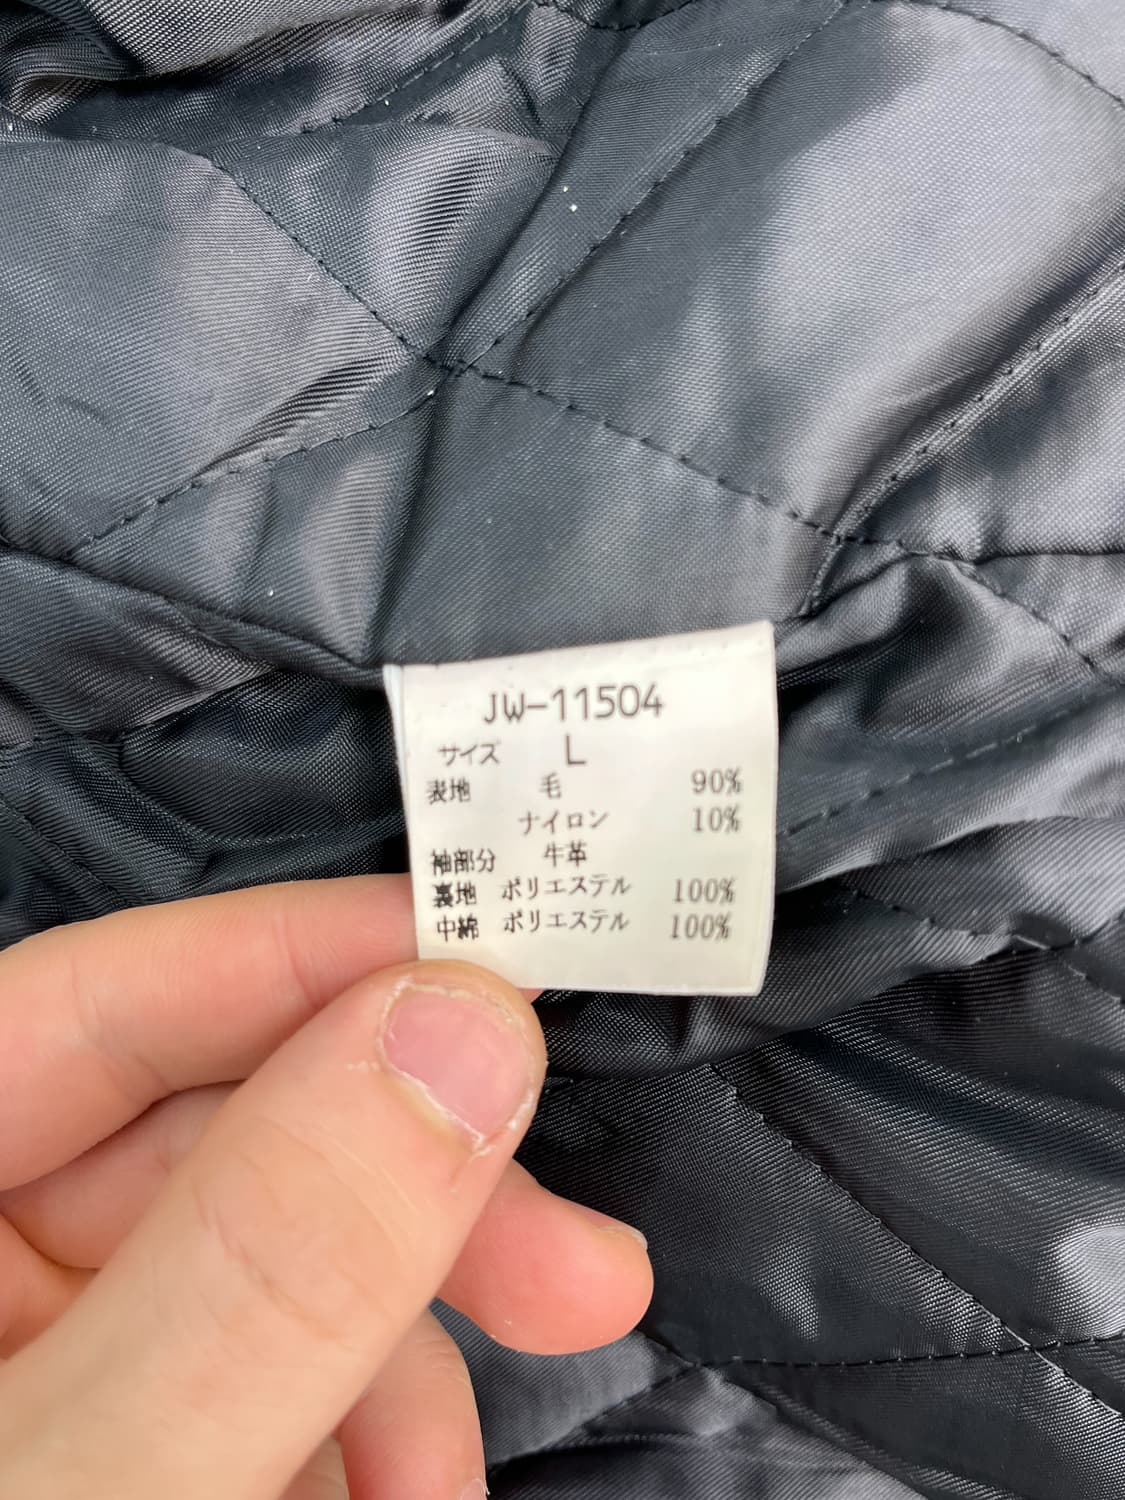 JW-11504
サイズ L
表地 毛 90%
ナイロン 10%
袖部分 牛革
裏地 ポリエステル 100%
中綿 ポリエステル 100%